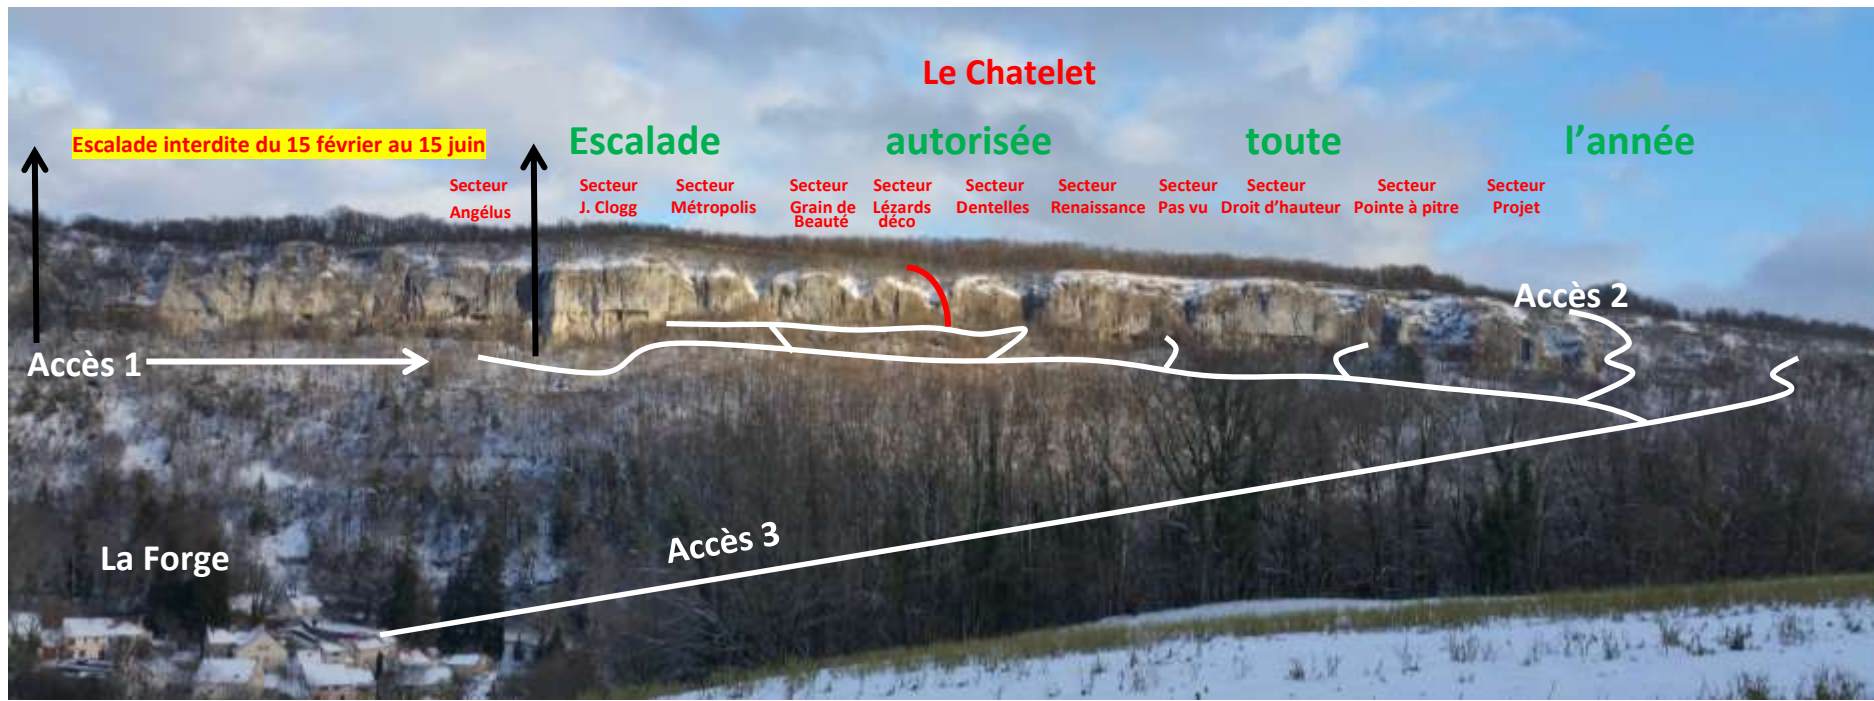 Le Chatelet
Escalade interdite du 15 février au 15 juin
Escalade autorisée toute l'année
Secteur Angélus
Secteur J. Clogg
Secteur Métropolis
Secteur Grain de Beauté
Secteur Lézards déco
Secteur Dentelles
Secteur Renaissance
Secteur Pas vu
Secteur Droit d'hauteur
Secteur Pointe à pitre
Secteur Projet
Accès 2
Accès 1
Accès 3
La Forge